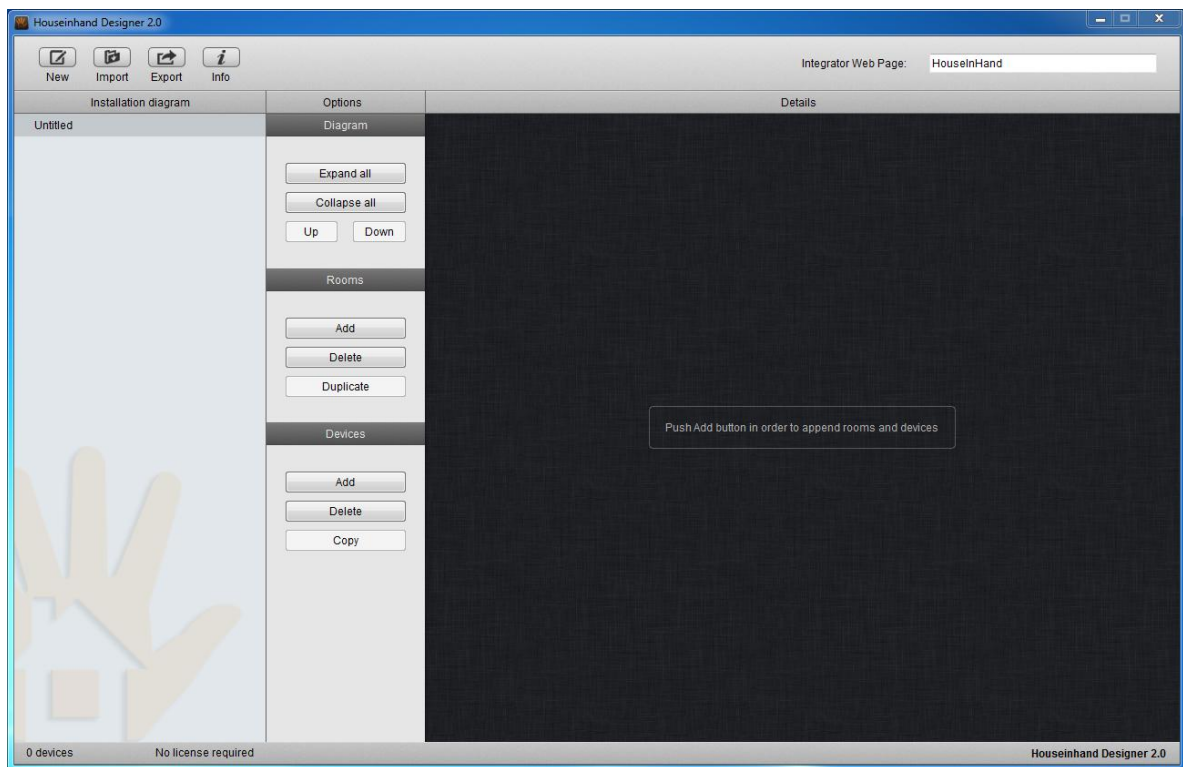 Houseinhand Designer 2.0
New Import Export Info
Integrator Web Page: HouseInHand
Installation diagram Options Details
Untitled
Diagram
Expand all
Collapse all
Up Down
Rooms
Add
Delete
Duplicate
Push Add button in order to append rooms and devices
Devices
Add
Delete
Copy
0 devices No license required Houseinhand Designer 2.0